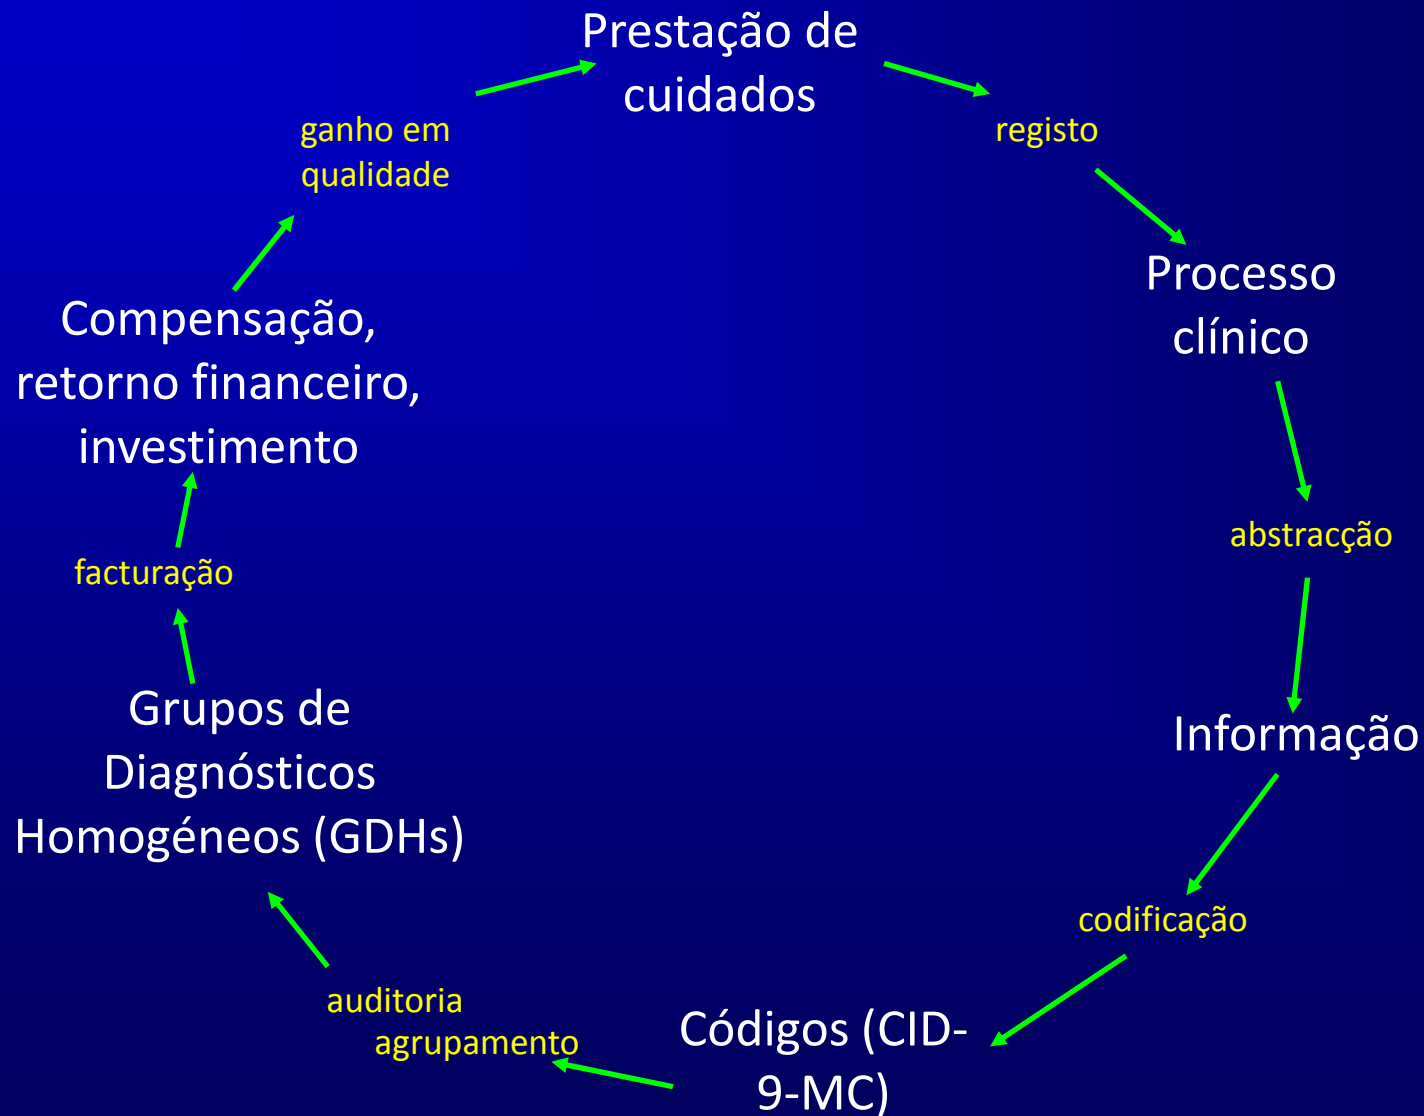 Prestação de
cuidados
registo
Processo
clínico
abstracção
Informação
codificação
Códigos (CID-
9-MC)
auditoria
agrupamento
Grupos de
Diagnósticos
Homogéneos (GDHs)
facturação
Compensação,
retorno financeiro,
investimento
ganho em
qualidade